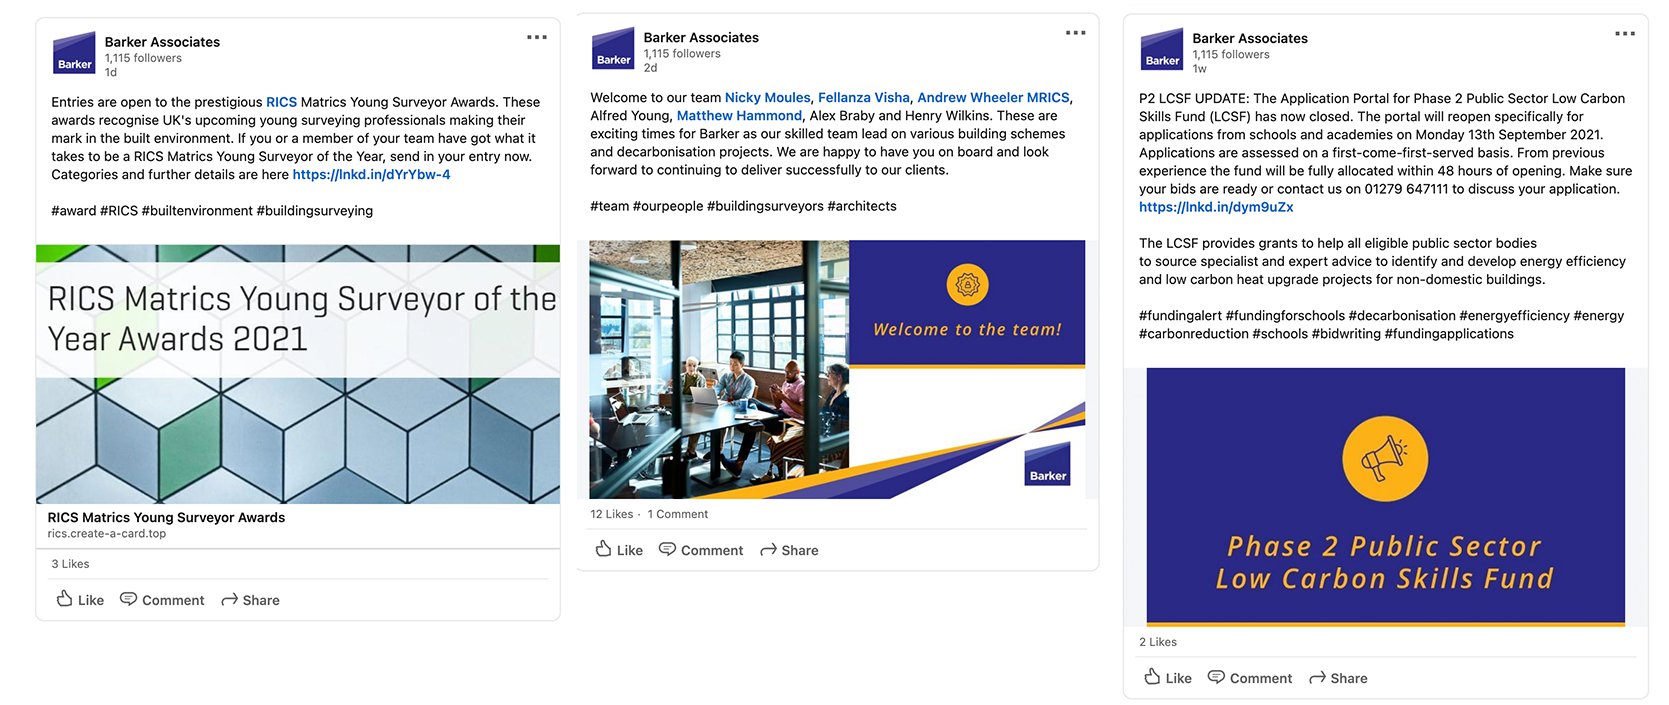 Barker
Barker Associates
1,115 followers
1d
Entries are open to the prestigious RICS Matrics Young Surveyor Awards. These
awards recognise UK's upcoming young surveying professionals making their
mark in the built environment. If you or a member of your team have got what it
takes to be a RICS Matrics Young Surveyor of the Year, send in your entry now.
Categories and further details are here https://lnkd.in/dYrYbw-4
#award #RICS #builtenvironment #buildingsurveying
RICS Matrics Young Surveyor of the
Year Awards 2021
RICS Matrics Young Surveyor Awards
rics.create-a-card.top
3 Likes
Like Comment Share
Barker
Barker Associates
1,115 followers
2d
Welcome to our team Nicky Moules, Fellanza Visha, Andrew Wheeler MRICS,
Alfred Young, Matthew Hammond, Alex Braby and Henry Wilkins. These are
exciting times for Barker as our skilled team lead on various building schemes
and decarbonisation projects. We are happy to have you on board and look
forward to continuing to deliver successfully to our clients.
#team #ourpeople #buildingsurveyors #architects
Welcome to the team!
Barker
12 Likes · 1 Comment
Like Comment Share
Barker
Barker Associates
1,115 followers
1w
P2 LCSF UPDATE: The Application Portal for Phase 2 Public Sector Low Carbon
Skills Fund (LCSF) has now closed. The portal will reopen specifically for
applications from schools and academies on Monday 13th September 2021.
Applications are assessed on a first-come-first-served basis. From previous
experience the fund will be fully allocated within 48 hours of opening. Make sure
your bids are ready or contact us on 01279 647111 to discuss your application.
https://lnkd.in/dym9uZx
The LCSF provides grants to help all eligible public sector bodies
to source specialist and expert advice to identify and develop energy efficiency
and low carbon heat upgrade projects for non-domestic buildings.
#fundingalert #fundingforschools #decarbonisation #energyefficiency #energy
#carbonreduction #schools #bidwriting #fundingapplications
Phase 2 Public Sector
Low Carbon Skills Fund
2 Likes
Like Comment Share